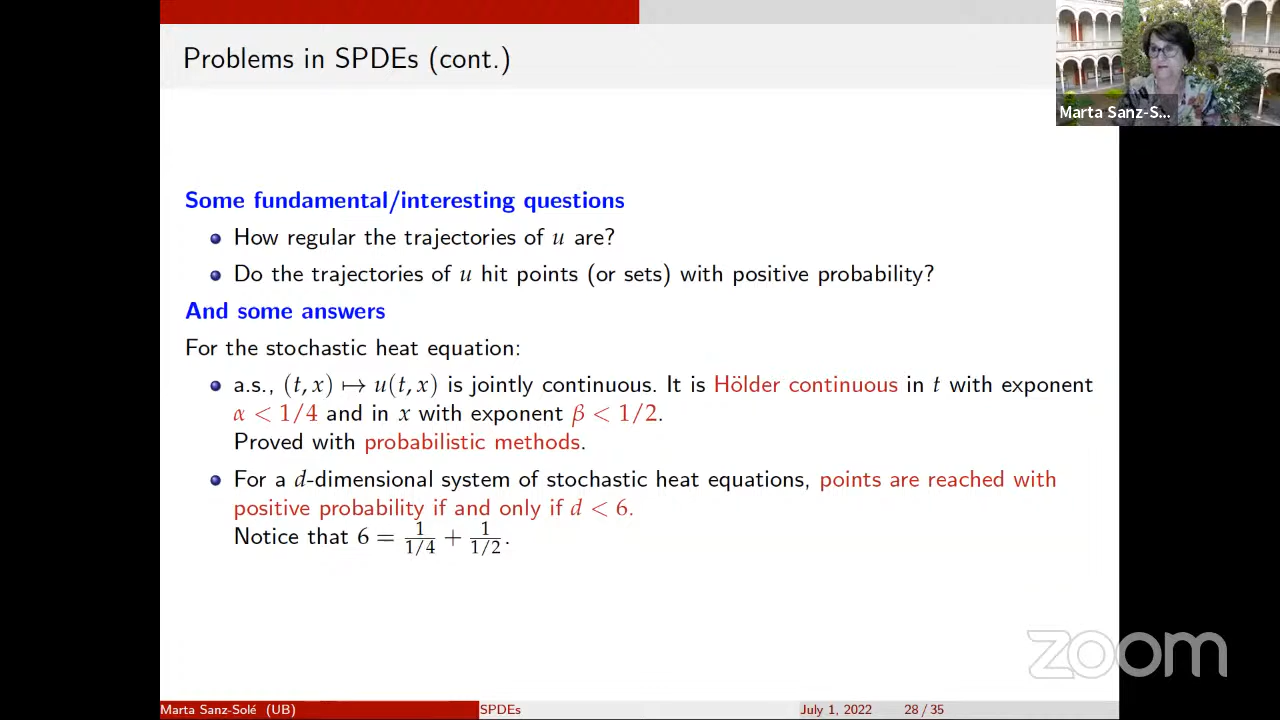 Problems in SPDEs (cont.)
Marta Sanz-S...
Some fundamental/interesting questions
How regular the trajectories of u are?
Do the trajectories of u hit points (or sets) with positive probability?
And some answers
For the stochastic heat equation:
a.s., (t, x) ↦ u(t, x) is jointly continuous. It is Hölder continuous in t with exponent
α < 1/4 and in x with exponent β < 1/2.
Proved with probabilistic methods.
For a d-dimensional system of stochastic heat equations, points are reached with
positive probability if and only if d < 6.
Notice that 6 = 1/(1/4) + 1/(1/2).
zoom
Marta Sanz-Solé (UB) SPDEs July 1, 2022 28 / 35